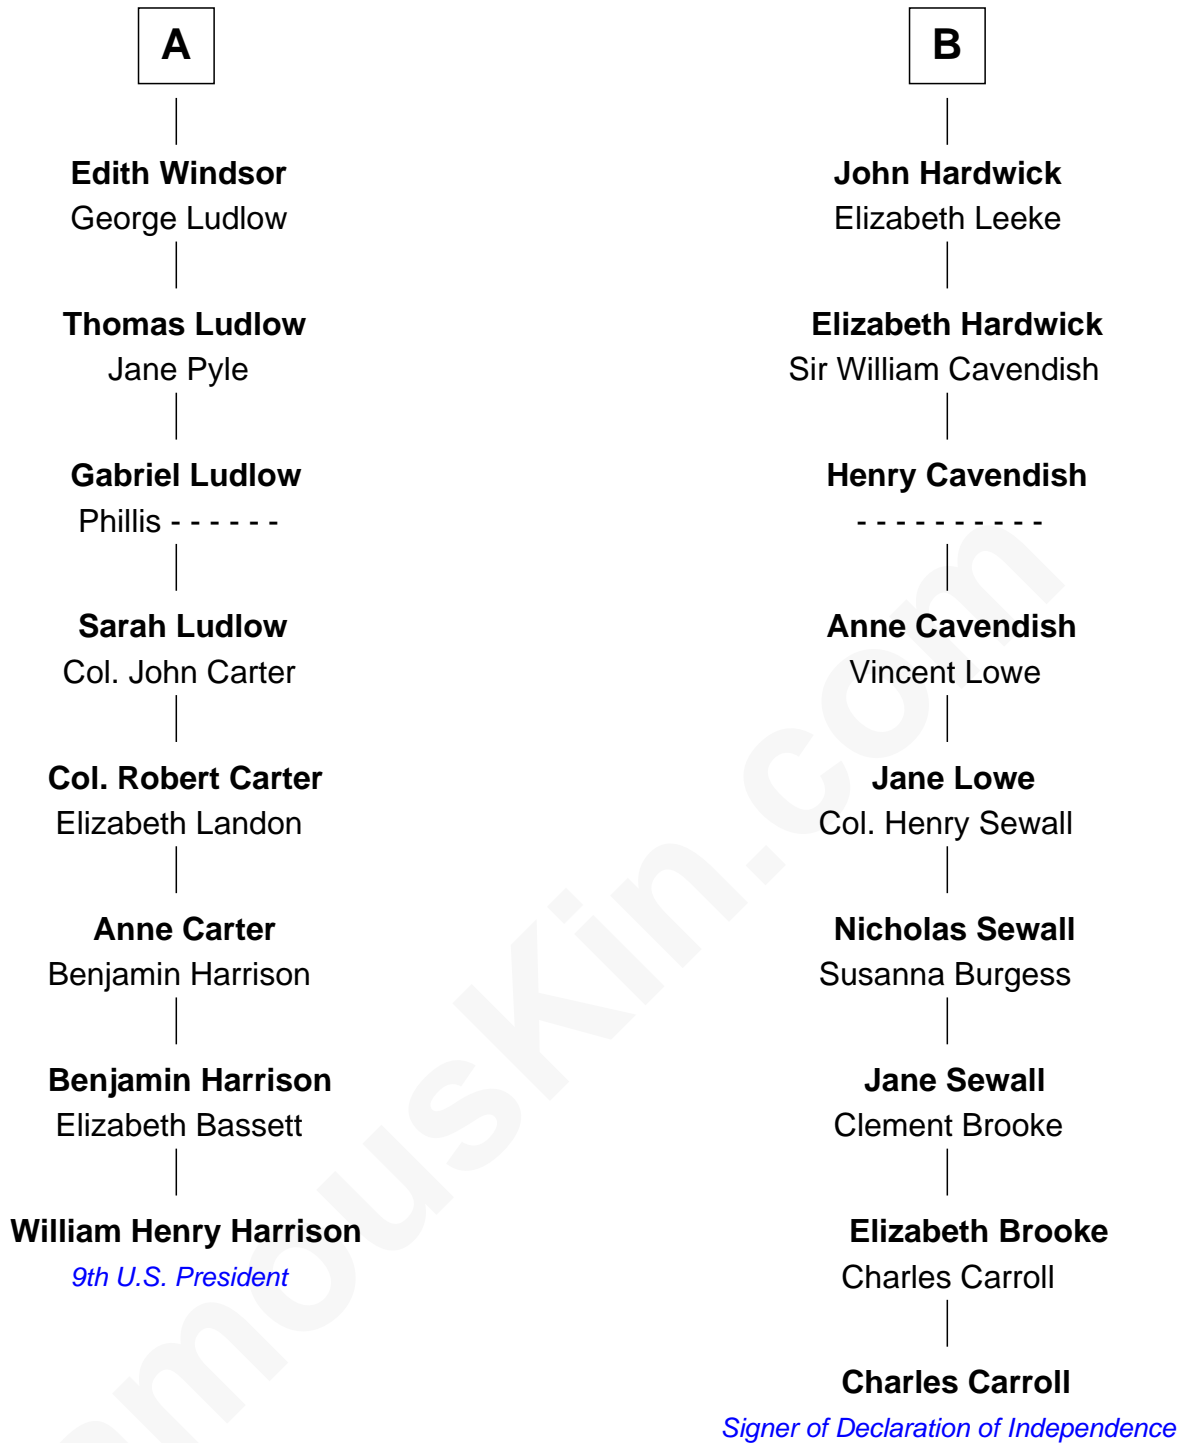 A
Edith Windsor
George Ludlow
Thomas Ludlow
Jane Pyle
Gabriel Ludlow
Phillis - - - - - -
Sarah Ludlow
Col. John Carter
Col. Robert Carter
Elizabeth Landon
Anne Carter
Benjamin Harrison
Benjamin Harrison
Elizabeth Bassett
William Henry Harrison
9th U.S. President
B
John Hardwick
Elizabeth Leeke
Elizabeth Hardwick
Sir William Cavendish
Henry Cavendish
- - - - - - - - - -
Anne Cavendish
Vincent Lowe
Jane Lowe
Col. Henry Sewall
Nicholas Sewall
Susanna Burgess
Jane Sewall
Clement Brooke
Elizabeth Brooke
Charles Carroll
Charles Carroll
Signer of Declaration of Independence
amouskin.com